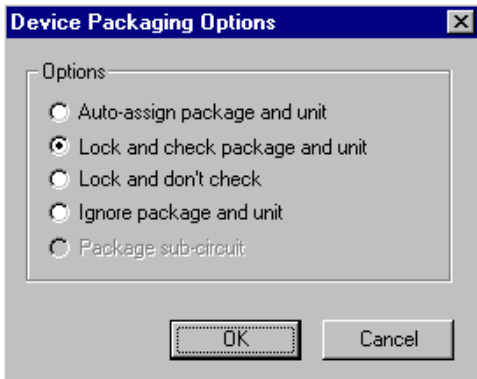 Device Packaging Options
Options
Auto-assign package and unit
Lock and check package and unit
Lock and don't check
Ignore package and unit
Package sub-circuit
OK
Cancel